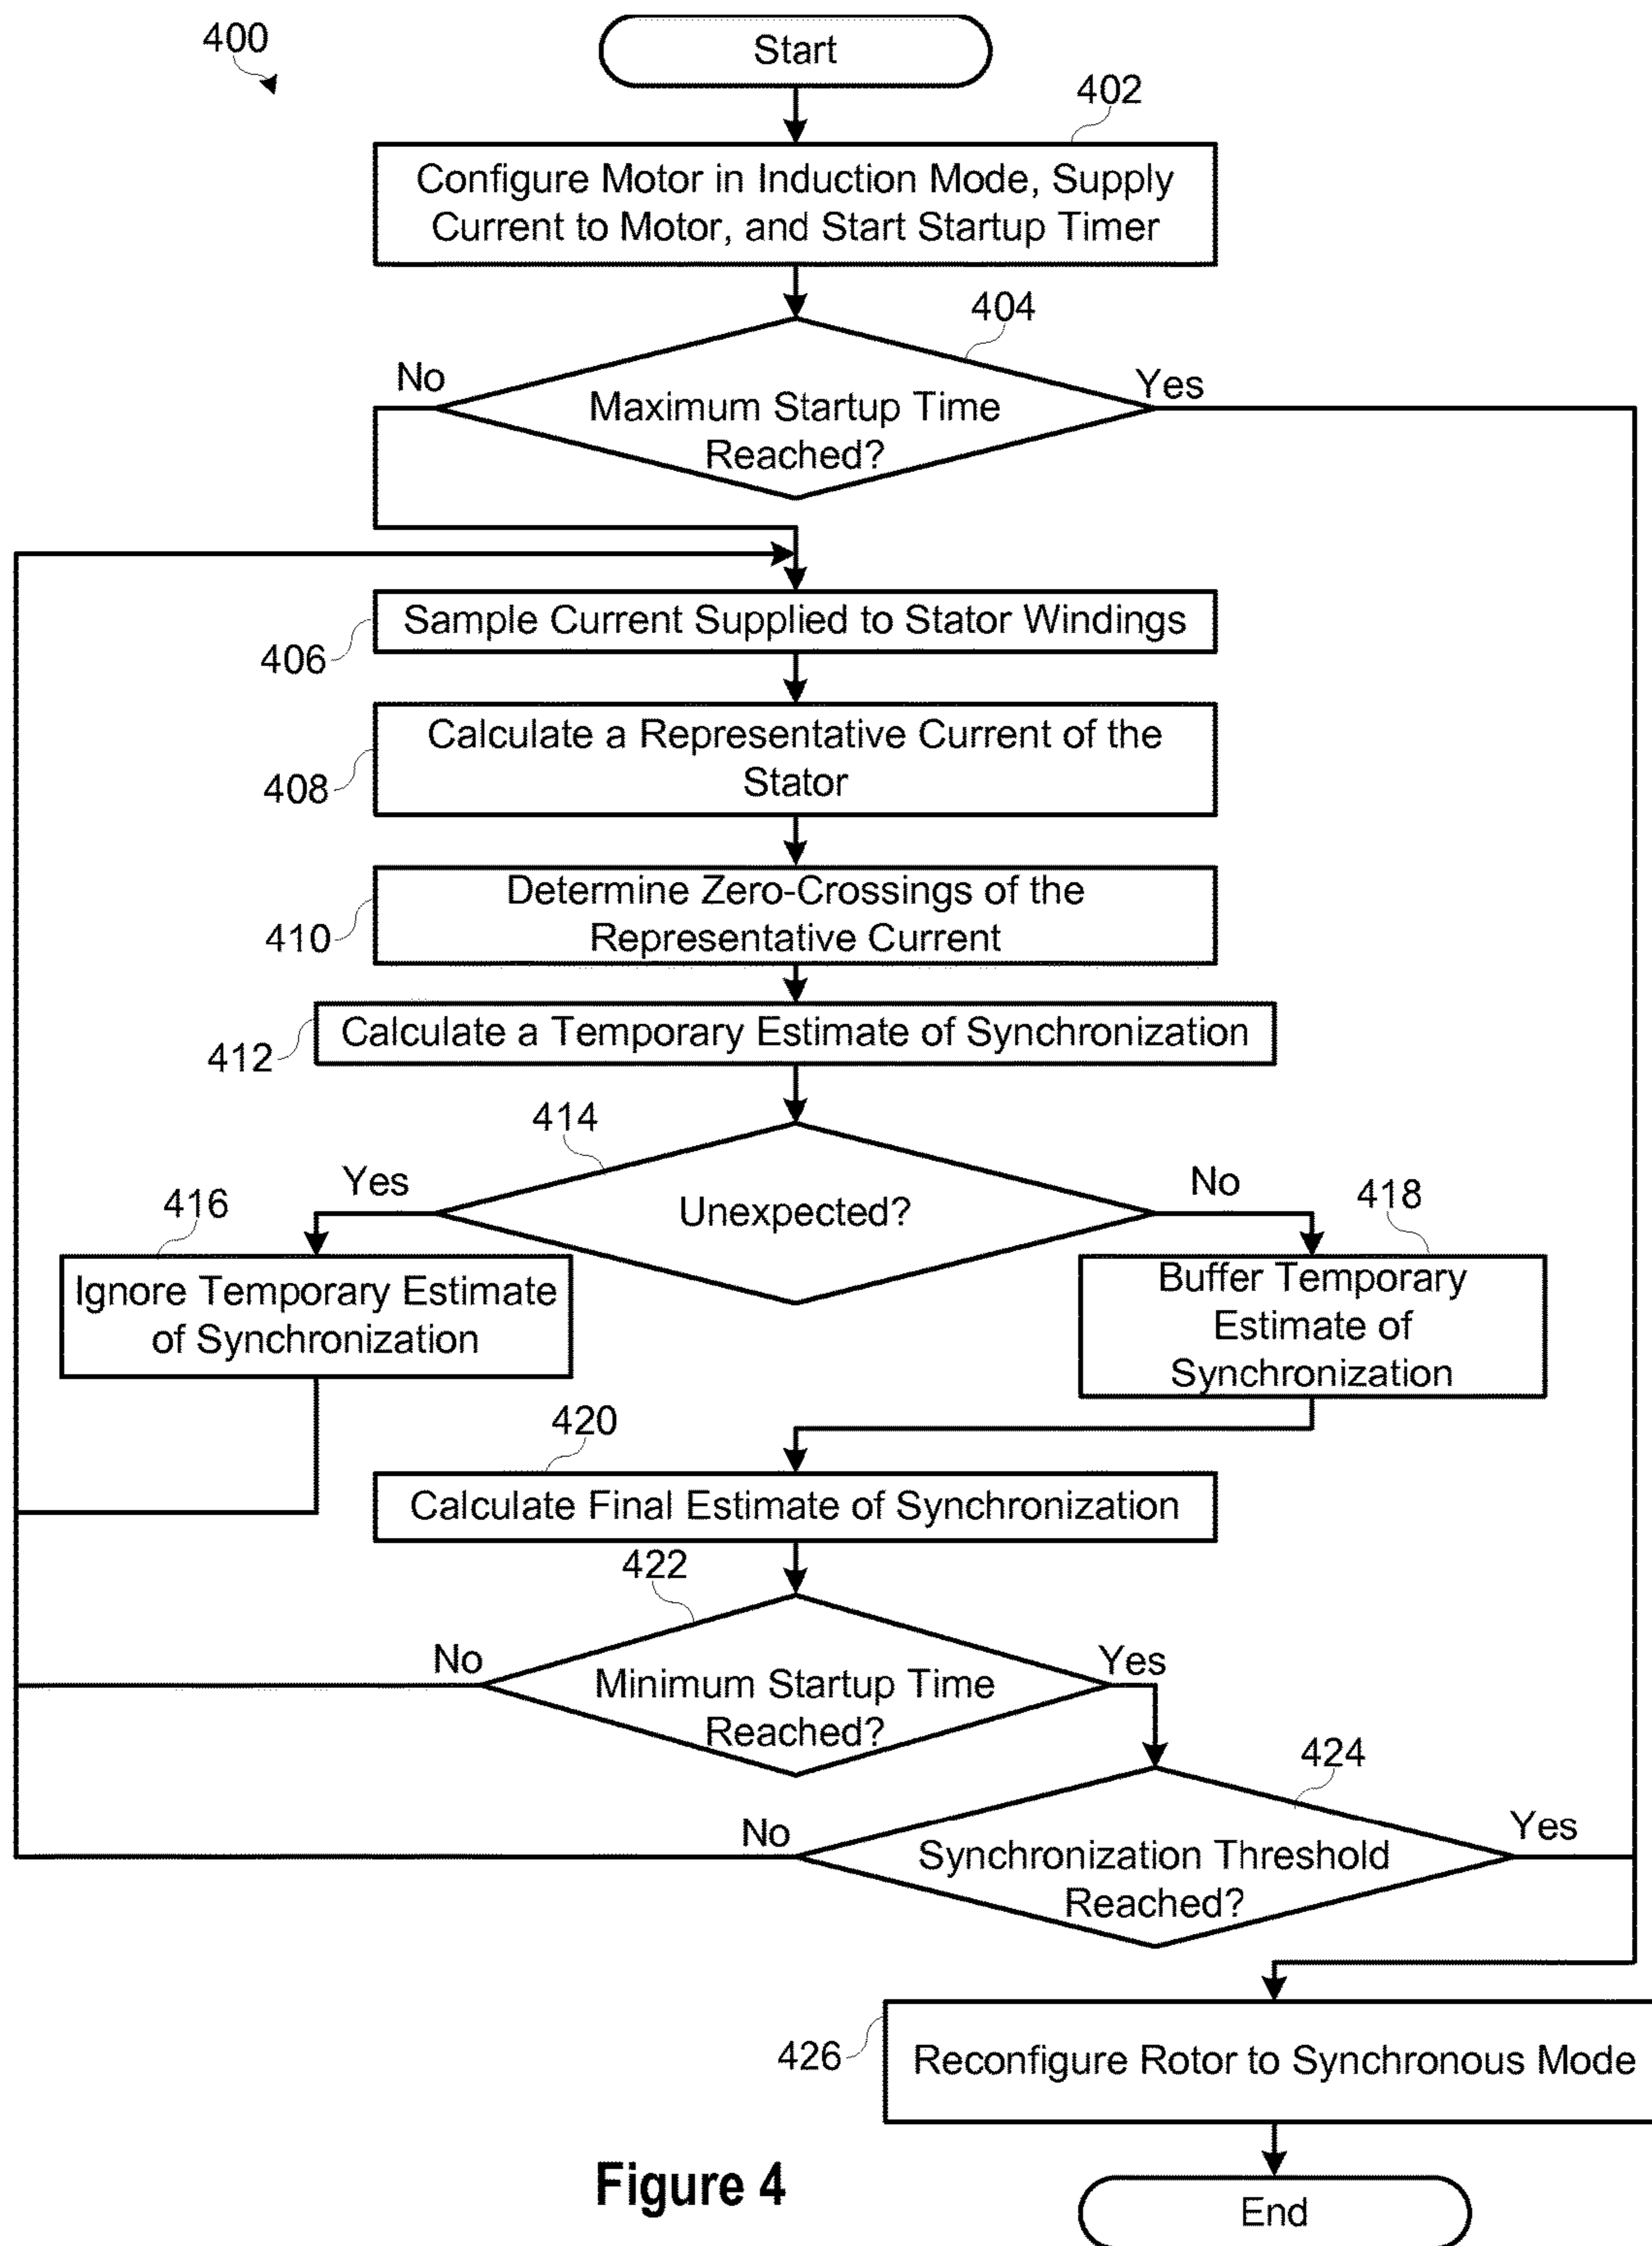 400
Start
402
Configure Motor in Induction Mode, Supply
Current to Motor, and Start Startup Timer
404
No
Yes
Maximum Startup Time
Reached?
Sample Current Supplied to Stator Windings
406
Calculate a Representative Current of the
Stator
408
Determine Zero-Crossings of the
Representative Current
410
Calculate a Temporary Estimate of Synchronization
412
414
Yes
No
Unexpected?
416
418
Ignore Temporary Estimate
of Synchronization
Buffer Temporary
Estimate of
Synchronization
420
Calculate Final Estimate of Synchronization
422
No
Yes
Minimum Startup Time
Reached?
424
No
Yes
Synchronization Threshold
Reached?
426
Reconfigure Rotor to Synchronous Mode
Figure 4
End